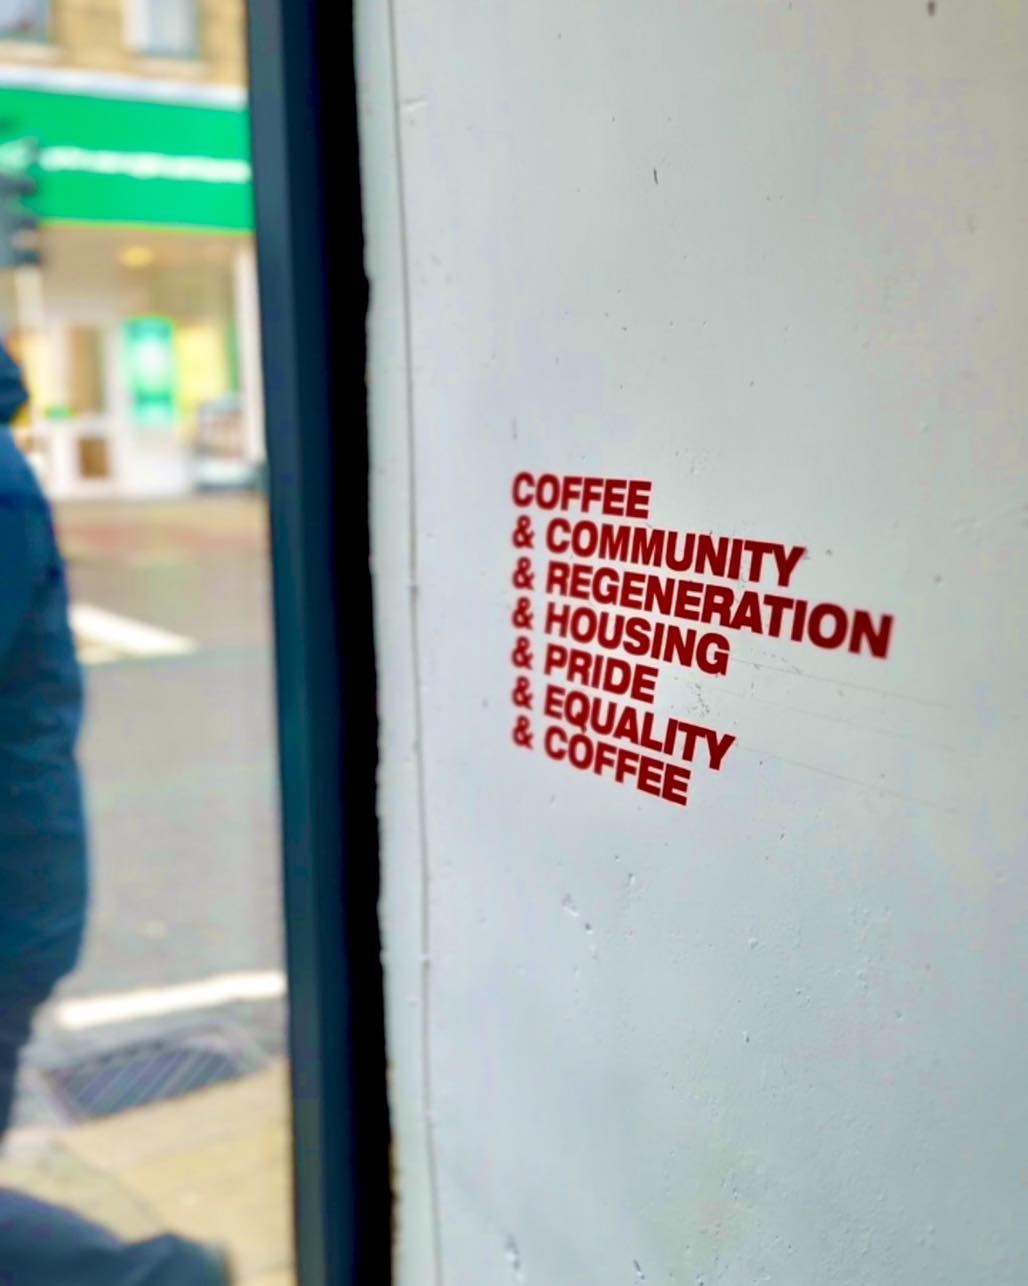 COFFEE
& COMMUNITY
& REGENERATION
& HOUSING
& PRIDE
& EQUALITY
& COFFEE